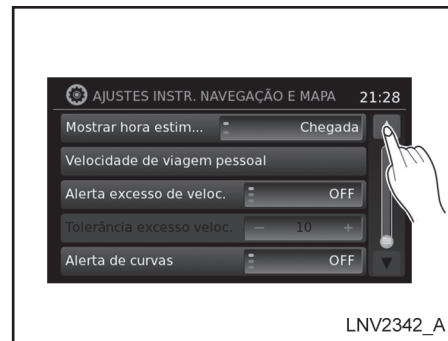 AJUSTES INSTR. NAVEGAÇÃO E MAPA 21:28
Mostrar hora estim... Chegada
Velocidade de viagem pessoal
Alerta excesso de veloc. OFF
Tolerância excesso veloc. – 10 +
Alerta de curvas OFF
LNV2342_A